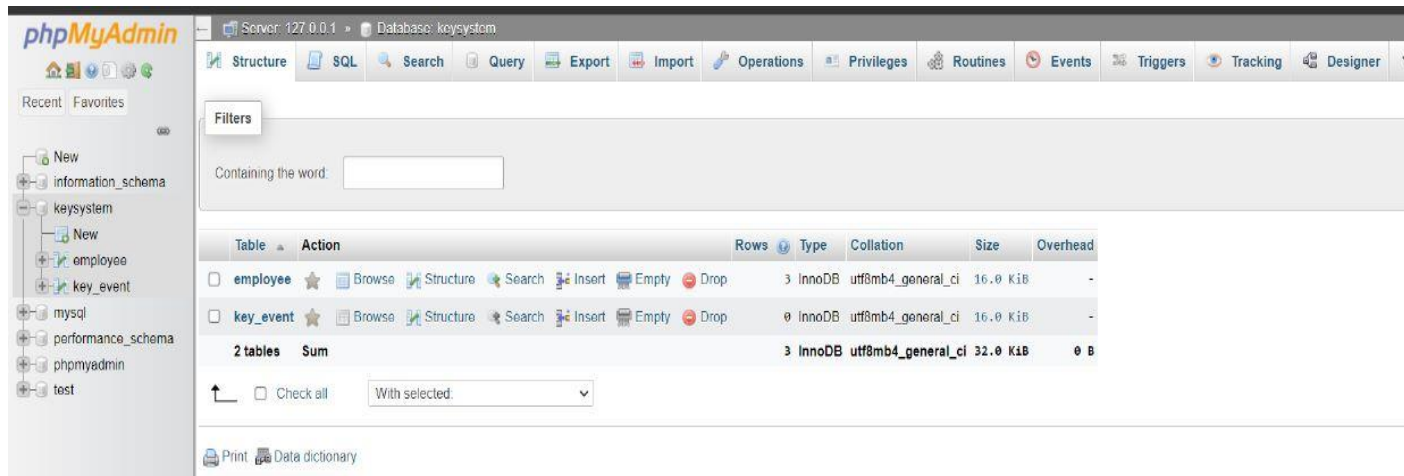 phpMyAdmin
Recent Favorites
New
information_schema
keysystem
New
employee
key_event
mysql
performance_schema
phpmyadmin
test
Server: 127.0.0.1 » Database: keysystem
Structure SQL Search Query Export Import Operations Privileges Routines Events Triggers Tracking Designer
Filters
Containing the word:
Table Action Rows Type Collation Size Overhead
employee Browse Structure Search Insert Empty Drop 3 InnoDB utf8mb4_general_ci 16.0 KiB -
key_event Browse Structure Search Insert Empty Drop 0 InnoDB utf8mb4_general_ci 16.0 KiB -
2 tables Sum 3 InnoDB utf8mb4_general_ci 32.0 KiB 0 B
Check all With selected:
Print Data dictionary